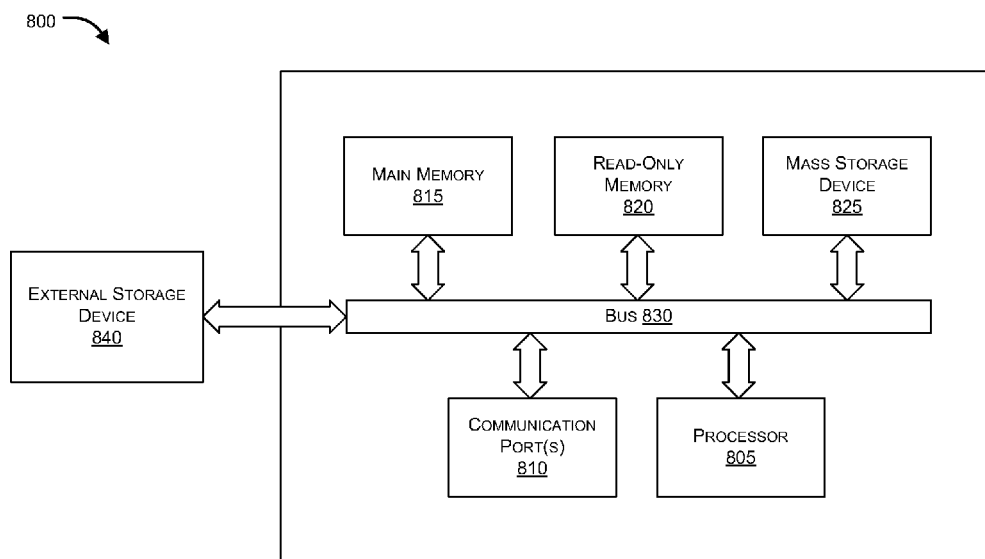 800
MAIN MEMORY
815
READ-ONLY
MEMORY
820
MASS STORAGE
DEVICE
825
EXTERNAL STORAGE
DEVICE
840
BUS 830
COMMUNICATION
PORT(S)
810
PROCESSOR
805